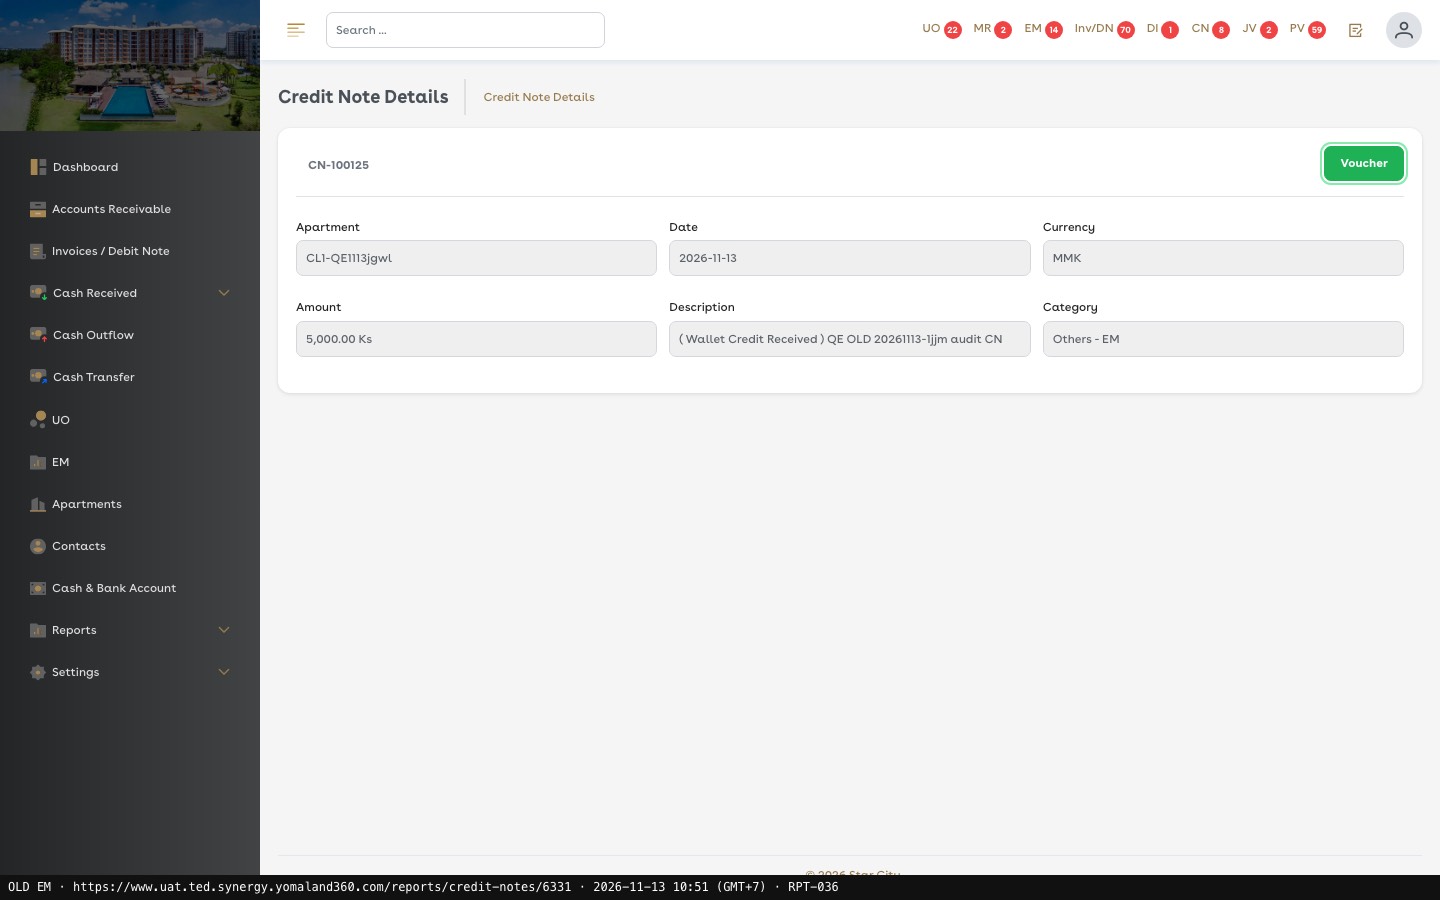 Search ...
UO 22 MR 2 EM 14 Inv/DN 70 DI 1 CN 8 JV 2 PV 59
Credit Note Details
Credit Note Details
CN-100125
Voucher
Apartment
Date
Currency
CL1-QE1113jgwl
2026-11-13
MMK
Amount
Description
Category
5,000.00 Ks
( Wallet Credit Received ) QE OLD 20261113-1jjm audit CN
Others - EM
Dashboard
Accounts Receivable
Invoices / Debit Note
Cash Received
Cash Outflow
Cash Transfer
UO
EM
Apartments
Contacts
Cash & Bank Account
Reports
Settings
© 2026 Star City
OLD EM · https://www.uat.ted.synergy.yomaland360.com/reports/credit-notes/6331 · 2026-11-13 10:51 (GMT+7) · RPT-036